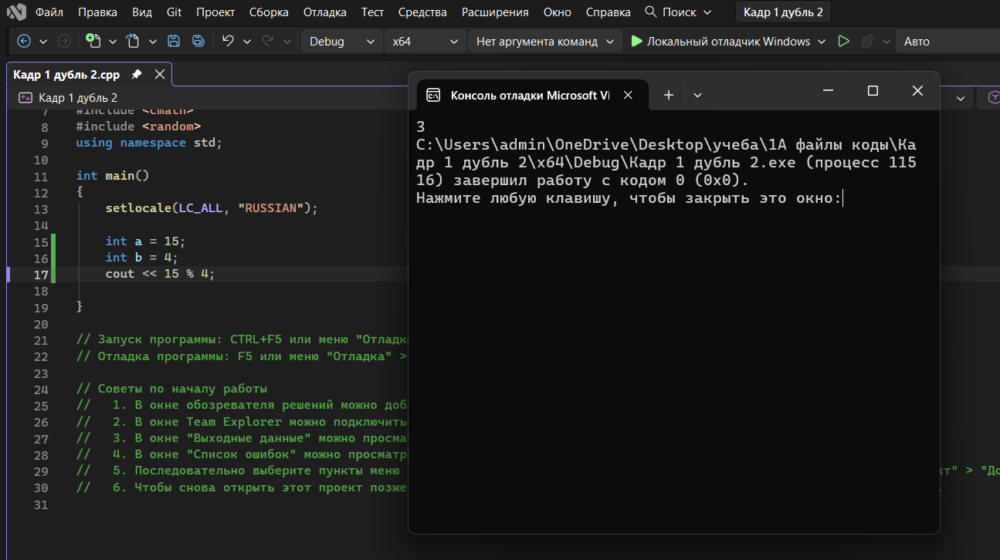 Файл Правка Вид Git Проект Сборка Отладка Тест Средства Расширения Окно Справка Поиск Кадр 1 дубль 2
Debug x64 Нет аргумента команд Локальный отладчик Windows Авто
Кадр 1 дубль 2.cpp
Кадр 1 дубль 2
7 #include <cmath>
8 #include <random>
9 using namespace std;
10
11 int main()
12 {
13 setlocale(LC_ALL, "RUSSIAN");
14
15 int a = 15;
16 int b = 4;
17 cout << 15 % 4;
18
19 }
20
21 // Запуск программы: CTRL+F5 или меню "Отладка
22 // Отладка программы: F5 или меню "Отладка" >
23
24 // Советы по началу работы
25 // 1. В окне обозревателя решений можно доб
26 // 2. В окне Team Explorer можно подключить
27 // 3. В окне "Выходные данные" можно просма
28 // 4. В окне "Список ошибок" можно просматр
29 // 5. Последовательно выберите пункты меню кт" > "До
30 // 6. Чтобы снова открыть этот проект позже
31
Консоль отладки Microsoft Vi
3
C:\Users\admin\OneDrive\Desktop\учеба\1А файлы коды\Ка
др 1 дубль 2\x64\Debug\Кадр 1 дубль 2.exe (процесс 115
16) завершил работу с кодом 0 (0x0).
Нажмите любую клавишу, чтобы закрыть это окно: